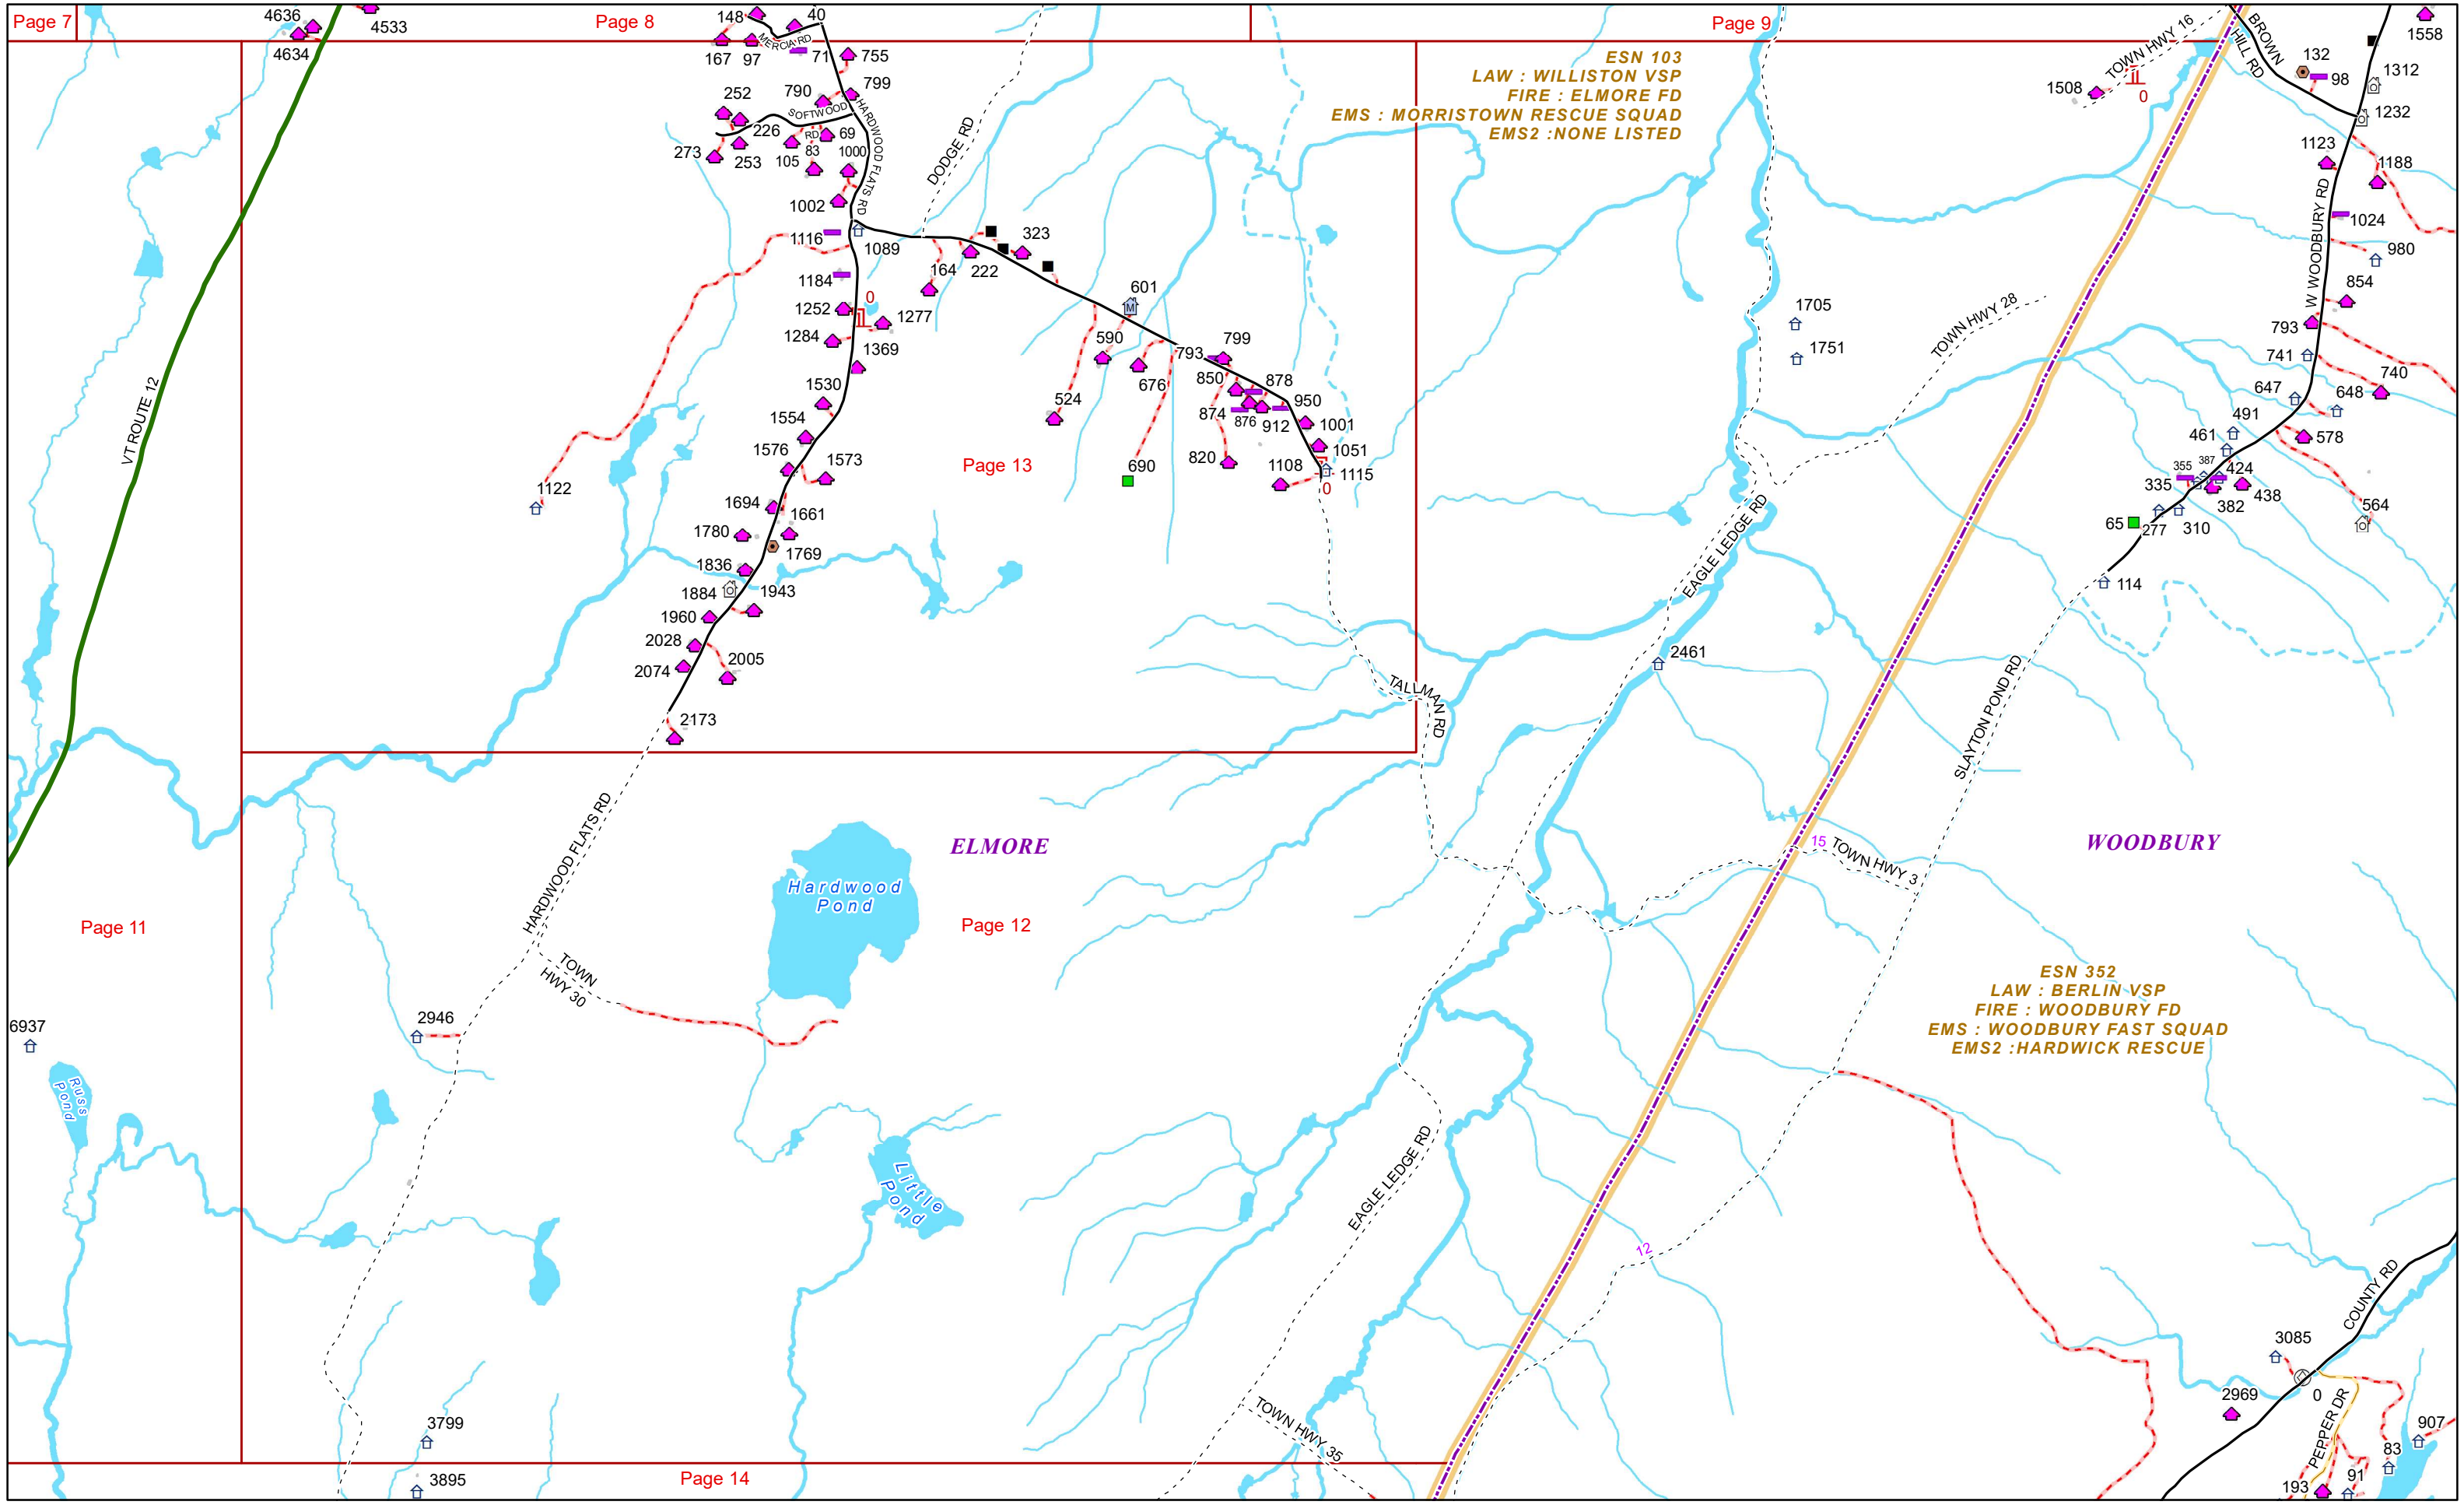 Page 7
Page 8
Page 9
4636
4634
4533
148
40
167
97
MERCIA RD
71
755
799
790
252
SOFTWOOD
RD
226
69
273
253
105
83
1000
HARDWOOD FLATS RD
1002
DODGE RD
ESN 103
LAW : WILLISTON VSP
FIRE : ELMORE FD
EMS : MORRISTOWN RESCUE SQUAD
EMS2 :NONE LISTED
TOWN HWY 16
1508
0
BROWN
HILL RD
132
98
1558
1312
1232
1123
1188
W WOODBURY RD
1024
980
854
793
741
740
647
648
491
461
578
355
387
424
335
438
382
564
65
277
310
114
1116
1089
1184
164
222
323
1252
0
1277
1284
1369
601
590
676
793
799
1530
850
878
524
874
876
912
950
1554
1001
1576
1573
Page 13
690
820
1051
1108
1115
0
1122
1694
1661
1780
1769
1836
1884
1943
1960
2028
2005
2074
2173
VT ROUTE 12
1705
1751
TOWN HWY 28
EAGLE LEDGE RD
2461
TALLMAN RD
SLAYTON POND RD
HARDWOOD FLATS RD
ELMORE
WOODBURY
15
TOWN HWY 3
Hardwood
Pond
Page 11
Page 12
TOWN
HWY 30
ESN 352
LAW : BERLIN VSP
FIRE : WOODBURY FD
EMS : WOODBURY FAST SQUAD
EMS2 :HARDWICK RESCUE
6937
2946
Russ
Pond
Little
Pond
EAGLE LEDGE RD
12
COUNTY RD
3085
0
2969
PEPPER DR
907
83
91
193
3799
3895
TOWN HWY 35
Page 14